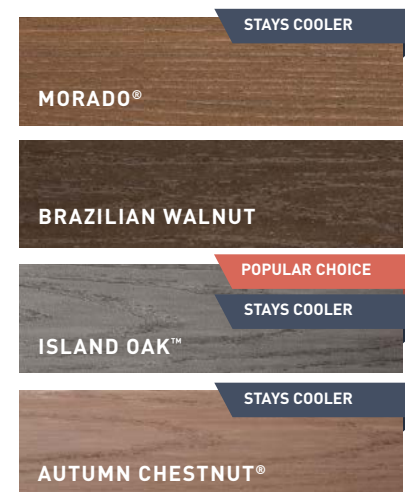 STAYS COOLER
MORADO®
BRAZILIAN WALNUT
POPULAR CHOICE
STAYS COOLER
ISLAND OAK™
STAYS COOLER
AUTUMN CHESTNUT®